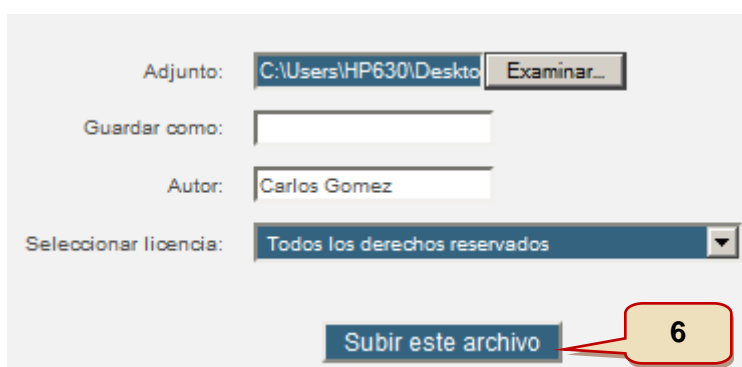 Adjunto: C:\Users\HP630\Deskto Examinar...
Guardar como:
Autor: Carlos Gomez
Seleccionar licencia: Todos los derechos reservados
Subir este archivo 6